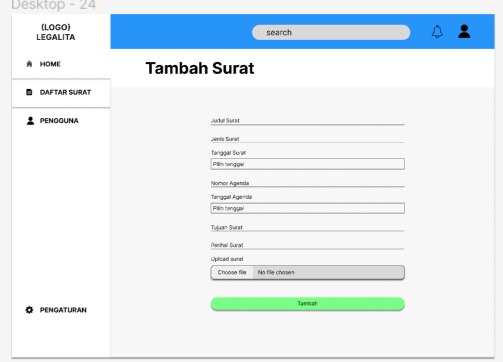 Desktop - 24
(LOGO)
LEGALITA
search
HOME
Tambah Surat
DAFTAR SURAT
PENGGUNA
Judul Surat
Jenis Surat
Tanggal Surat
Pilih tanggal
Nomor Agenda
Tanggal Agenda
Pilih tanggal
Tujuan Surat
Perihal Surat
Upload surat
Choose file No file chosen
Tambah
PENGATURAN